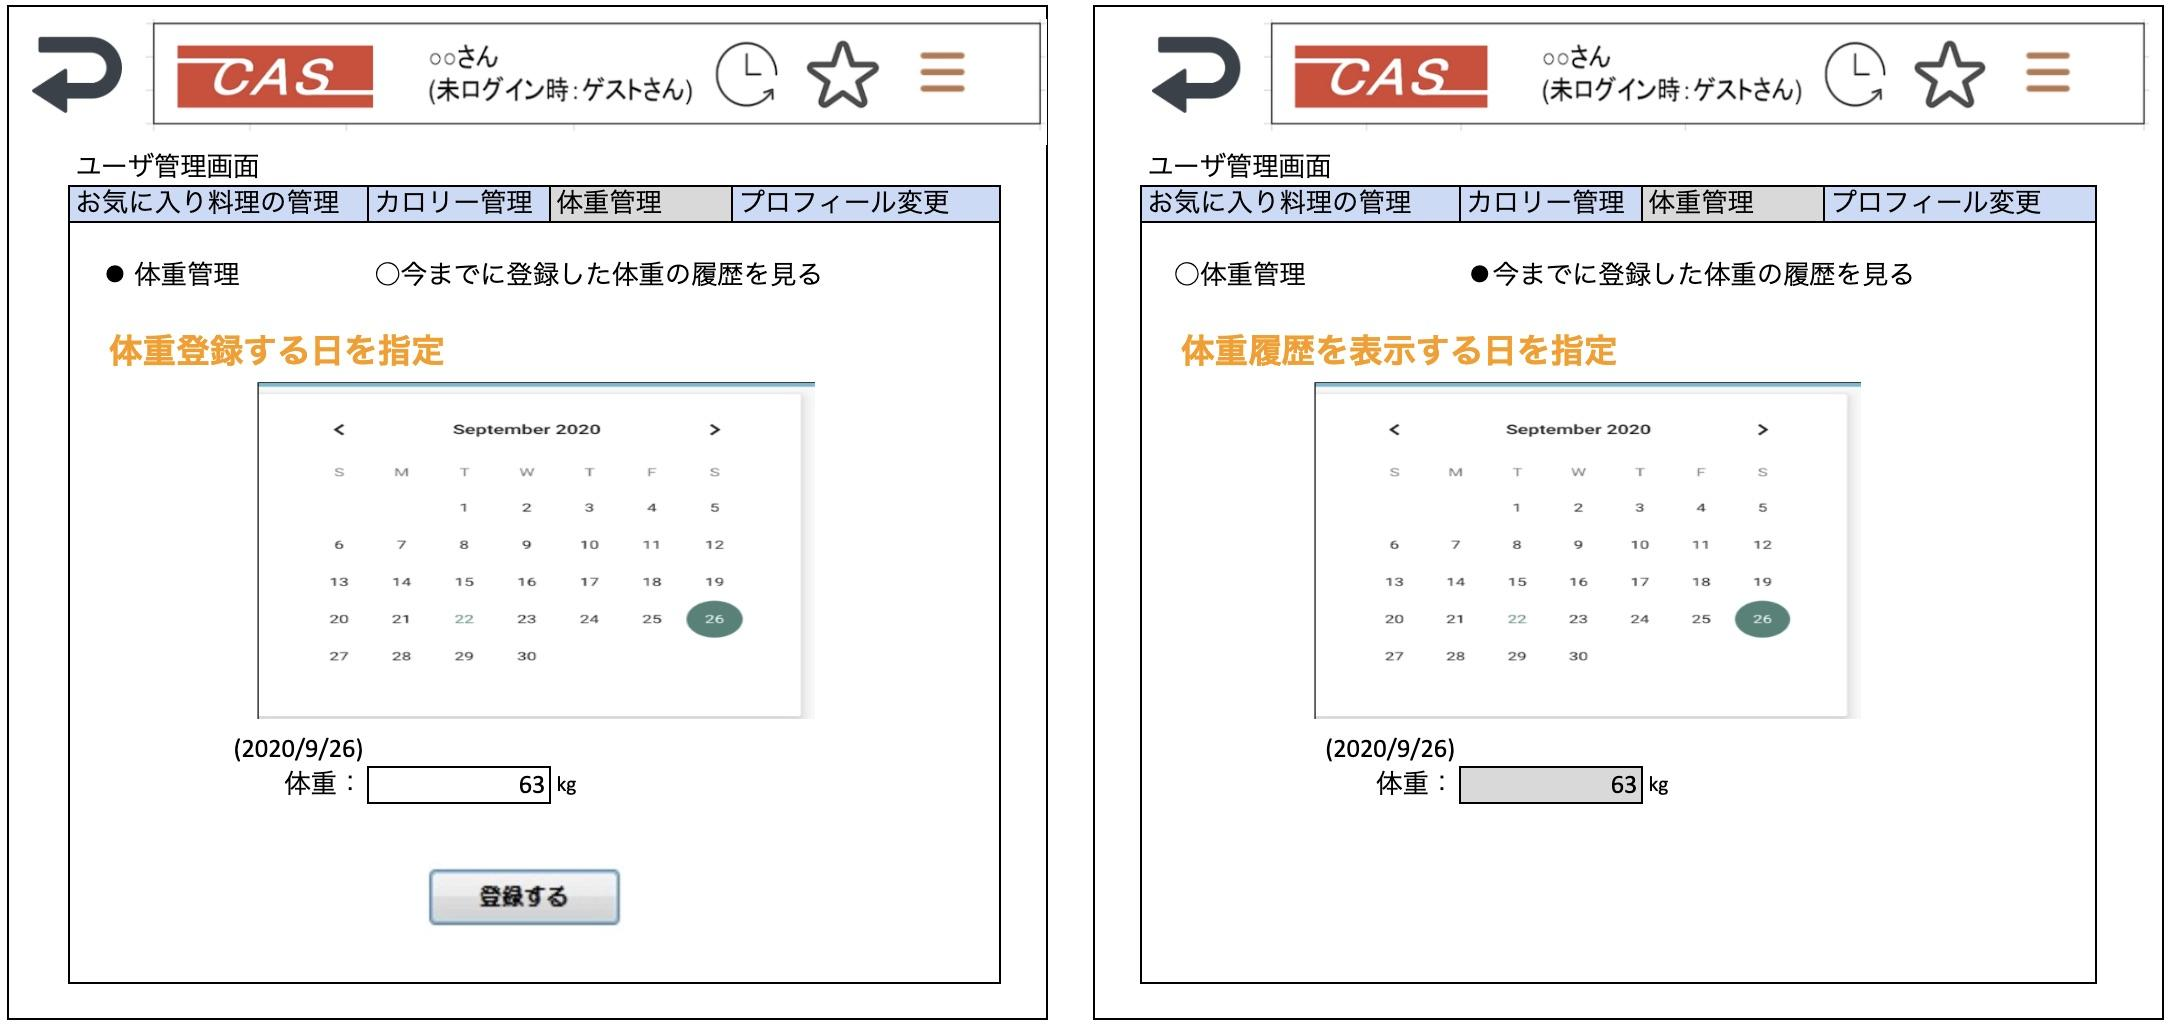 CAS
○○さん
(未ログイン時：ゲストさん)
ユーザ管理画面
お気に入り料理の管理 カロリー管理 体重管理 プロフィール変更
● 体重管理 ○今までに登録した体重の履歴を見る
体重登録する日を指定
< September 2020 >
S M T W T F S
1 2 3 4 5
6 7 8 9 10 11 12
13 14 15 16 17 18 19
20 21 22 23 24 25 26
27 28 29 30
(2020/9/26)
体重： 63 kg
登録する
CAS
○○さん
(未ログイン時：ゲストさん)
ユーザ管理画面
お気に入り料理の管理 カロリー管理 体重管理 プロフィール変更
○体重管理 ●今までに登録した体重の履歴を見る
体重履歴を表示する日を指定
< September 2020 >
S M T W T F S
1 2 3 4 5
6 7 8 9 10 11 12
13 14 15 16 17 18 19
20 21 22 23 24 25 26
27 28 29 30
(2020/9/26)
体重： 63 kg